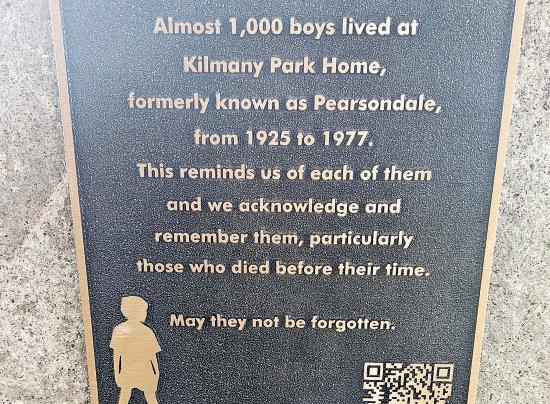 Almost 1,000 boys lived at
Kilmany Park Home,
formerly known as Pearsondale,
from 1925 to 1977.
This reminds us of each of them
and we acknowledge and
remember them, particularly
those who died before their time.
May they not be forgotten.